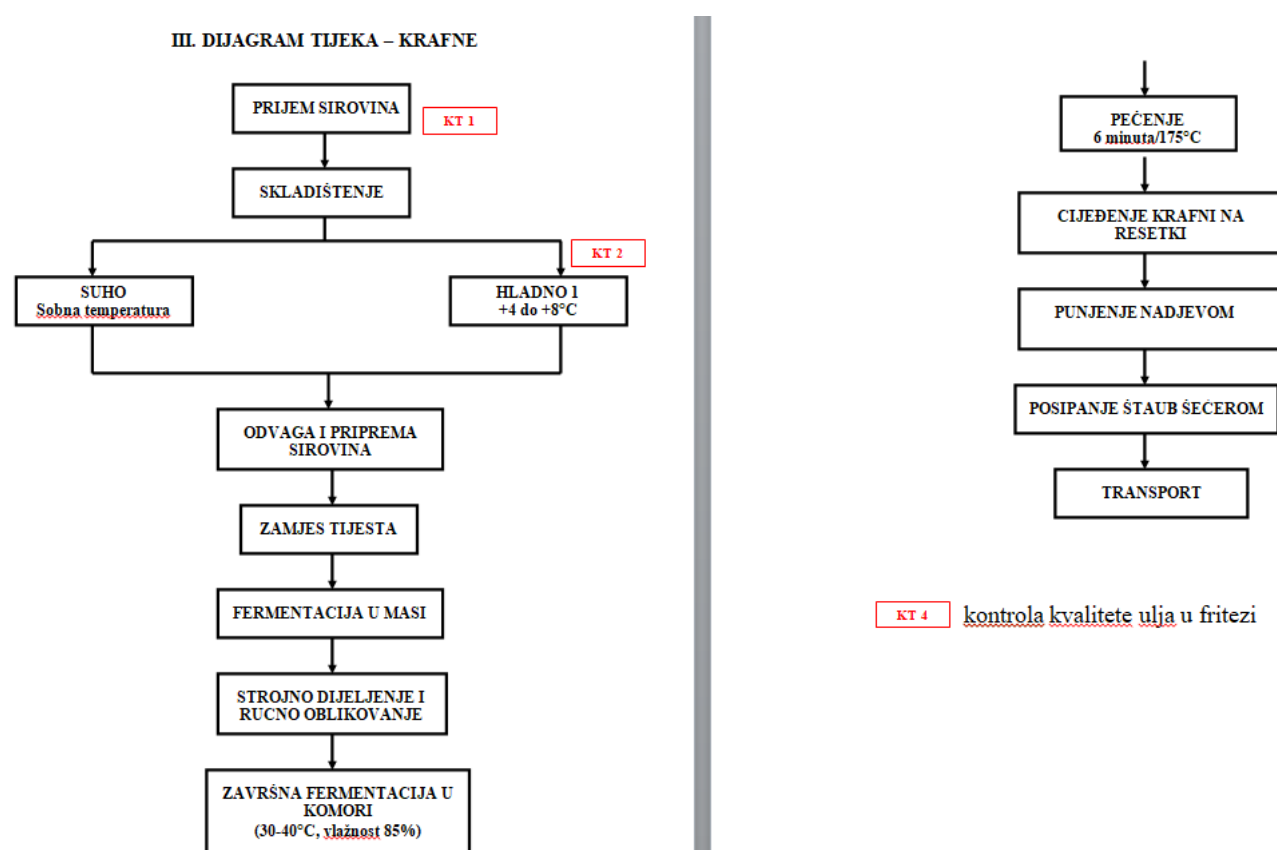 III. DIJAGRAM TIJEKA – KRAFNE
PRIJEM SIROVINA
KT 1
SKLADIŠTENJE
KT 2
SUHO
Sobna temperatura
HLADNO 1
+4 do +8°C
ODVAGA I PRIPREMA
SIROVINA
ZAMJES TIJESTA
FERMENTACIJA U MASI
STROJNO DIJELJENJE I
RUCNO OBLIKOVANJE
ZAVRŠNA FERMENTACIJA U
KOMORI
(30-40°C, vlažnost 85%)
PEČENJE
6 minuta/175°C
CIJEĐENJE KRAFNI NA
RESETKI
PUNJENJE NADJEVOM
POSIPANJE ŠTAUB ŠEĆEROM
TRANSPORT
KT 4 kontrola kvalitete ulja u fritezi